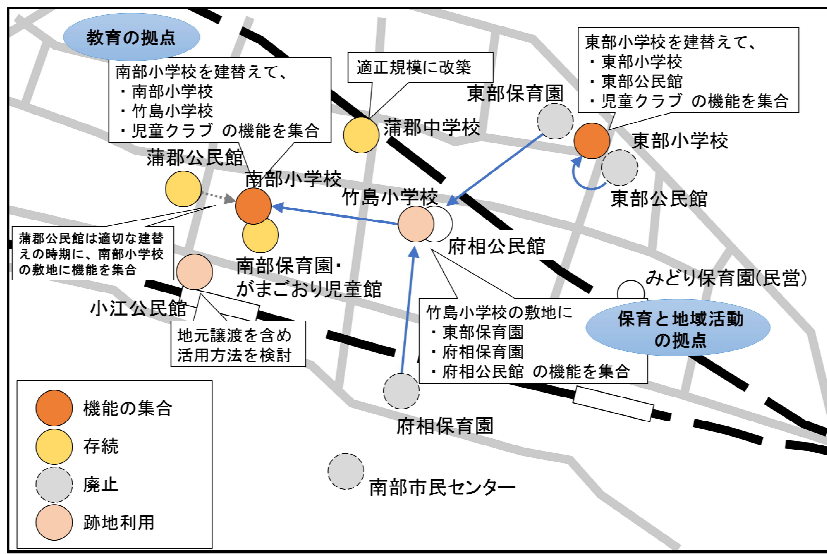 教育の拠点
南部小学校を建替えて、
・南部小学校
・竹島小学校
・児童クラブ の機能を集合
適正規模に改築
東部小学校を建替えて、
・東部小学校
・東部公民館
・児童クラブ の機能を集合
東部保育園
蒲郡中学校
東部小学校
蒲郡公民館
南部小学校
竹島小学校
東部公民館
蒲郡公民館は適切な建替
えの時期に、南部小学校
の敷地に機能を集合
府相公民館
南部保育園・
がまごおり児童館
みどり保育園(民営)
小江公民館
竹島小学校の敷地に
・東部保育園
・府相保育園
・府相公民館 の機能を集合
保育と地域活動
の拠点
地元譲渡を含め
活用方法を検討
府相保育園
南部市民センター
機能の集合
存続
廃止
跡地利用